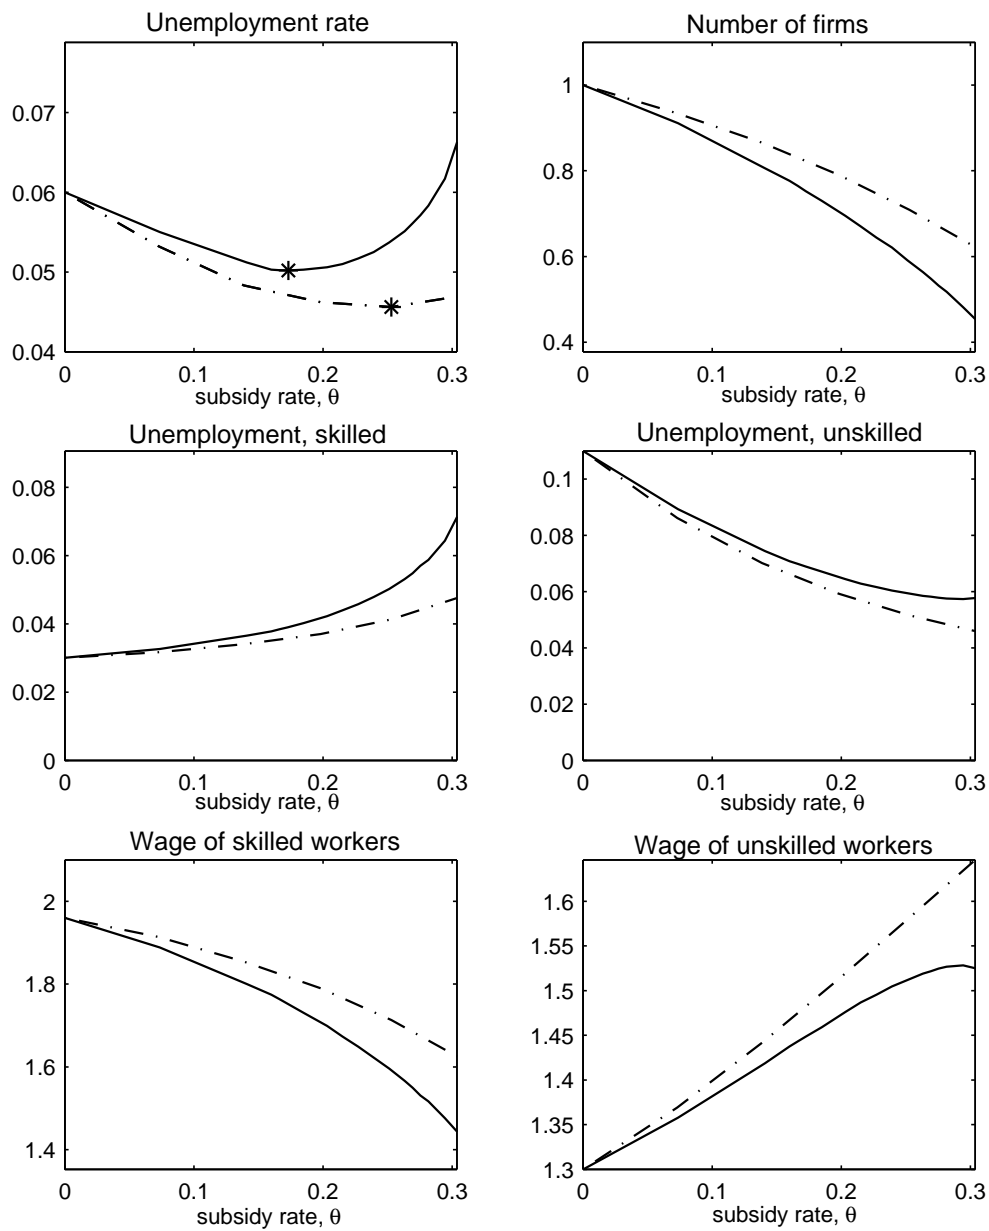 Unemployment rate
0.07
0.06
0.05
0.04
0 0.1 0.2 0.3
subsidy rate, θ
Number of firms
1
0.8
0.6
0.4
0 0.1 0.2 0.3
subsidy rate, θ
Unemployment, skilled
0.08
0.06
0.04
0.02
0
0 0.1 0.2 0.3
subsidy rate, θ
Unemployment, unskilled
0.1
0.08
0.06
0.04
0.02
0
0 0.1 0.2 0.3
subsidy rate, θ
Wage of skilled workers
2
1.8
1.6
1.4
0 0.1 0.2 0.3
subsidy rate, θ
Wage of unskilled workers
1.6
1.55
1.5
1.45
1.4
1.35
1.3
0 0.1 0.2 0.3
subsidy rate, θ